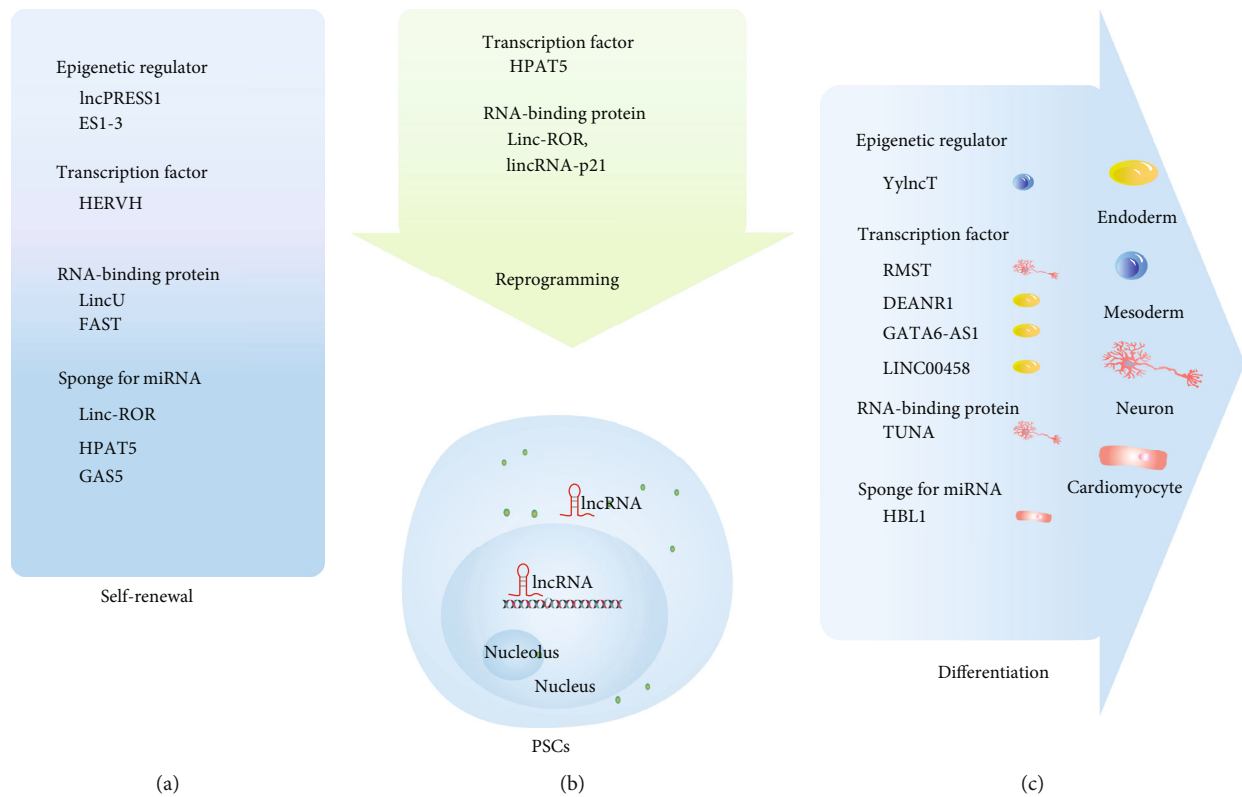 Epigenetic regulator
lncPRESS1
ES1-3
Transcription factor
HERVH
RNA-binding protein
LincU
FAST
Sponge for miRNA
Linc-ROR
HPAT5
GAS5
Self-renewal
(a)
Transcription factor
HPAT5
RNA-binding protein
Linc-ROR,
lincRNA-p21
Reprogramming
lncRNA
lncRNA
Nucleolus
Nucleus
PSCs
(b)
Epigenetic regulator
YylncT
Transcription factor
RMST
DEANR1
GATA6-AS1
LINC00458
RNA-binding protein
TUNA
Sponge for miRNA
HBL1
Endoderm
Mesoderm
Neuron
Cardiomyocyte
Differentiation
(c)